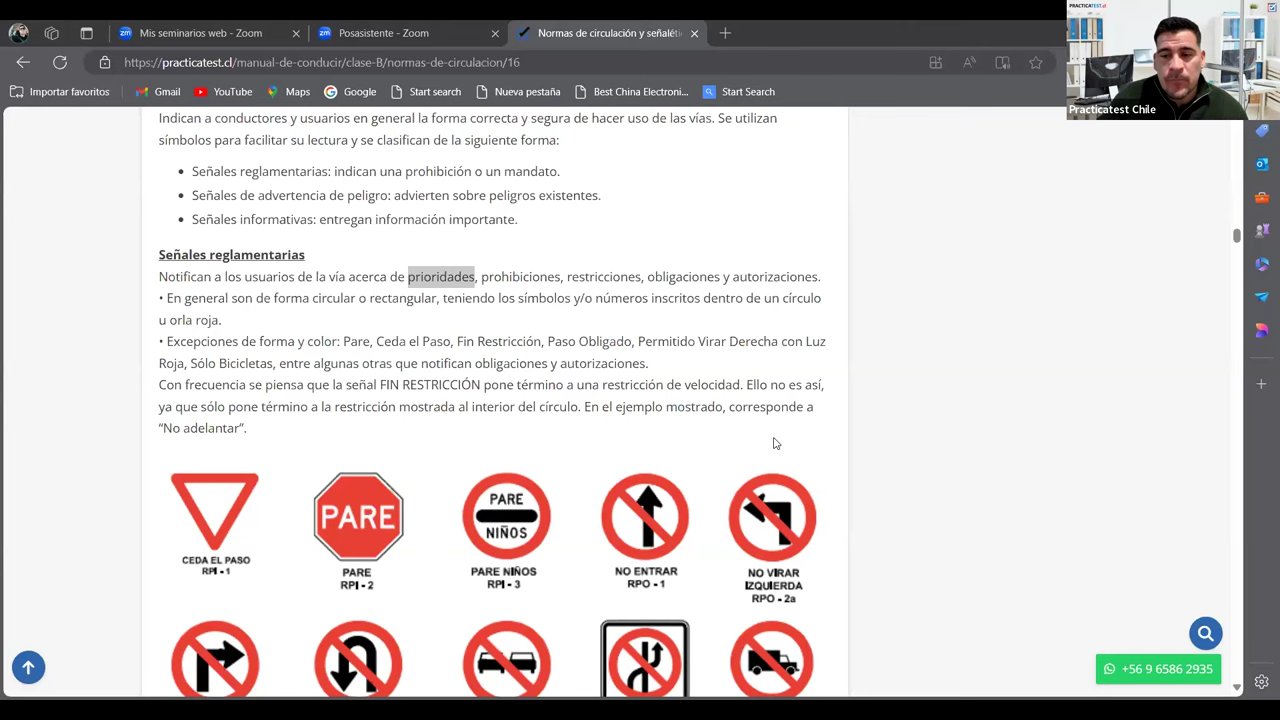 PRACTICATEST.cl
Mis seminarios web - Zoom
Posasistente - Zoom
Normas de circulación y señaléti
https://practicatest.cl/manual-de-conducir/clase-B/normas-de-circulacion/16
Importar favoritos
Gmail
YouTube
Maps
Google
Start search
Nueva pestaña
Best China Electroni...
Start Search
Practicatest Chile
Indican a conductores y usuarios en general la forma correcta y segura de hacer uso de las vías. Se utilizan
símbolos para facilitar su lectura y se clasifican de la siguiente forma:
• Señales reglamentarias: indican una prohibición o un mandato.
• Señales de advertencia de peligro: advierten sobre peligros existentes.
• Señales informativas: entregan información importante.
Señales reglamentarias
Notifican a los usuarios de la vía acerca de prioridades, prohibiciones, restricciones, obligaciones y autorizaciones.
• En general son de forma circular o rectangular, teniendo los símbolos y/o números inscritos dentro de un círculo
u orla roja.
• Excepciones de forma y color: Pare, Ceda el Paso, Fin Restricción, Paso Obligado, Permitido Virar Derecha con Luz
Roja, Sólo Bicicletas, entre algunas otras que notifican obligaciones y autorizaciones.
Con frecuencia se piensa que la señal FIN RESTRICCIÓN pone término a una restricción de velocidad. Ello no es así,
ya que sólo pone término a la restricción mostrada al interior del círculo. En el ejemplo mostrado, corresponde a
“No adelantar”.
CEDA EL PASO
RPI - 1
PARE
PARE
RPI - 2
PARE
NIÑOS
PARE NIÑOS
RPI - 3
NO ENTRAR
RPO - 1
NO VIRAR
IZQUIERDA
RPO - 2a
+56 9 6586 2935